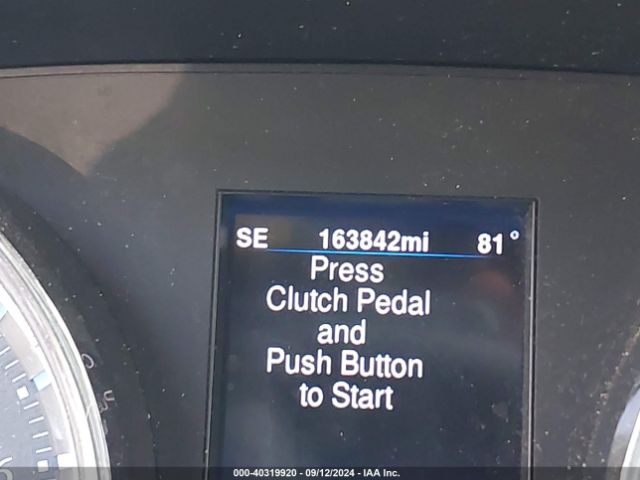 SE 163842mi 81°
Press
Clutch Pedal
and
Push Button
to Start
000-40319920 - 09/12/2024 - IAA Inc.